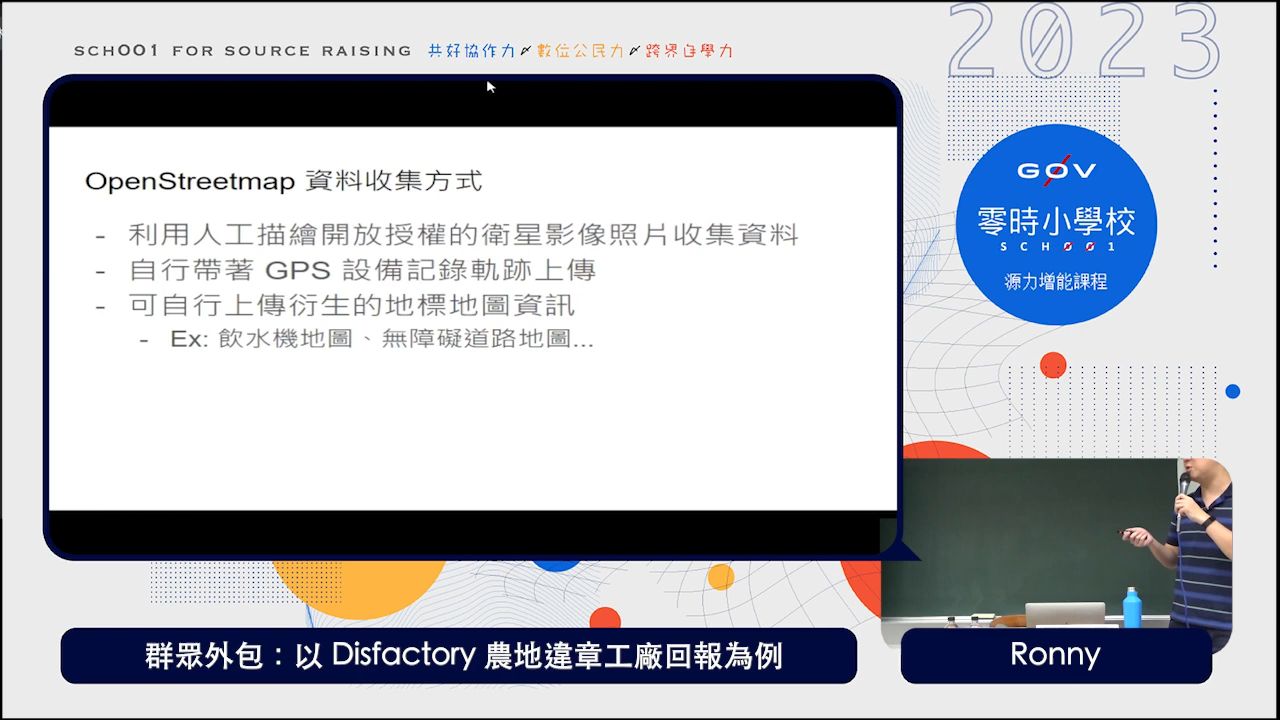 SCH001 FOR SOURCE RAISING 共好協作力 數位公民力 跨界自學力
2023
OpenStreetmap 資料收集方式
- 利用人工描繪開放授權的衛星影像照片收集資料
- 自行帶著 GPS 設備記錄軌跡上傳
- 可自行上傳衍生的地標地圖資訊
- Ex: 飲水機地圖、無障礙道路地圖...
G0V
零時小學校
SCH001
源力增能課程
群眾外包：以 Disfactory 農地違章工廠回報為例
Ronny